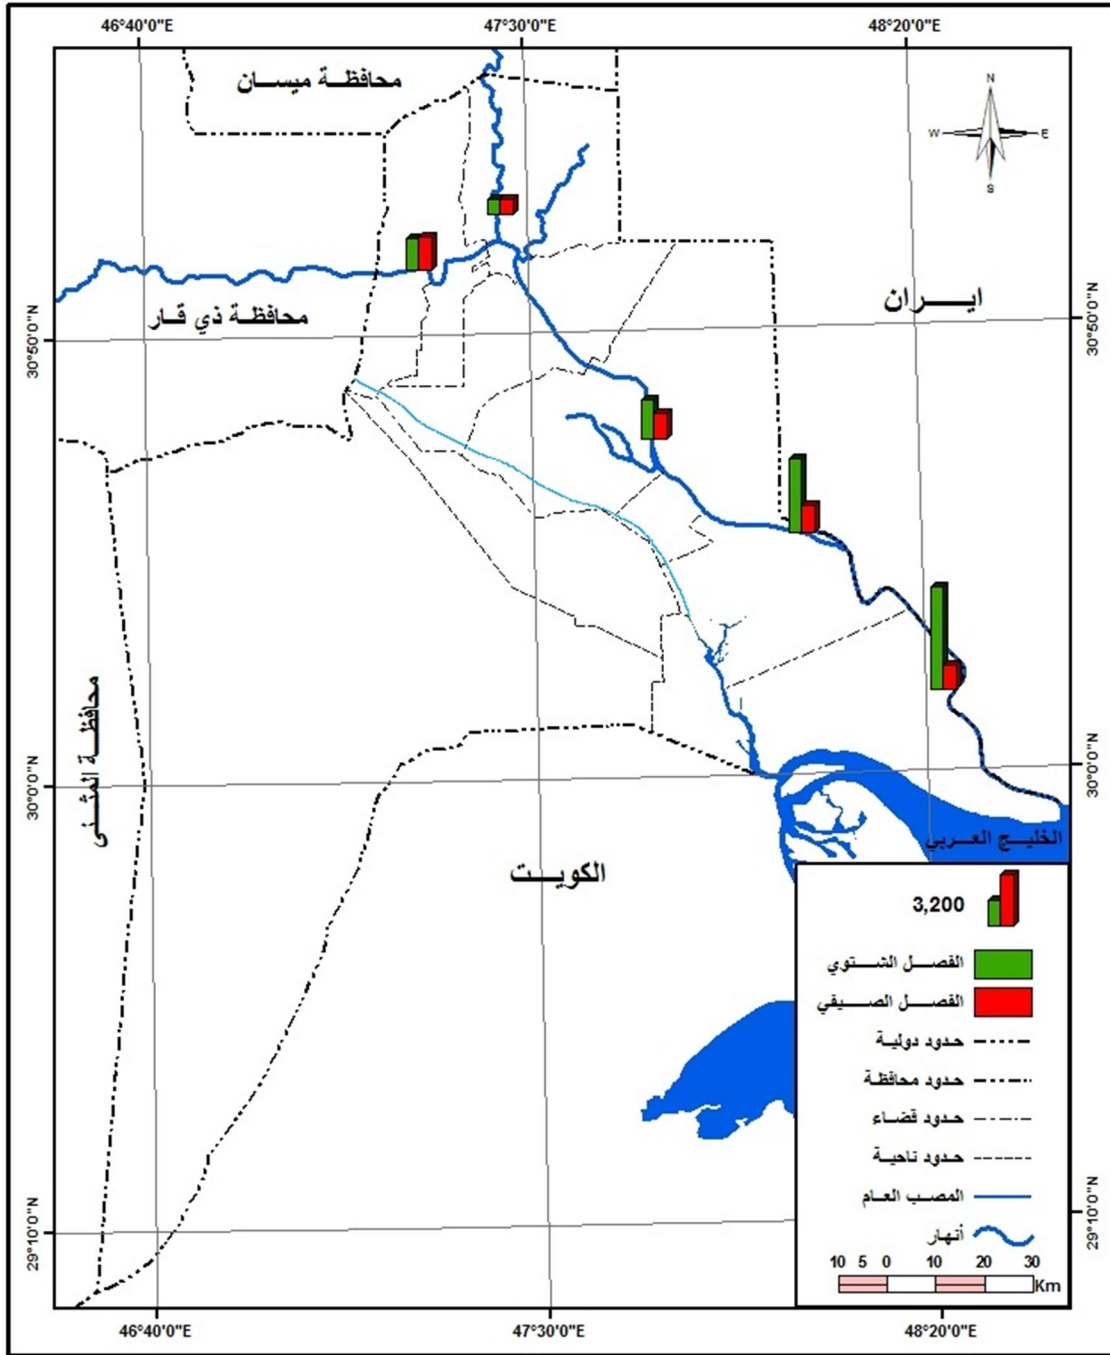 46°40'0"E 47°30'0"E 48°20'0"E
محافظة ميسان
N
W E
S
ايران
محافظة ذي قار
30°50'0"N 30°50'0"N
محافظة المثنى
30°0'0"N 30°0'0"N
الخليج العربي
الكويت
3,200
الفصل الشتوي
الفصل الصيفي
حدود دولية
حدود محافظة
حدود قضاء
حدود ناحية
المصب العام
أنهار
29°10'0"N 29°10'0"N
10 5 0 10 20 30
Km
46°40'0"E 47°30'0"E 48°20'0"E